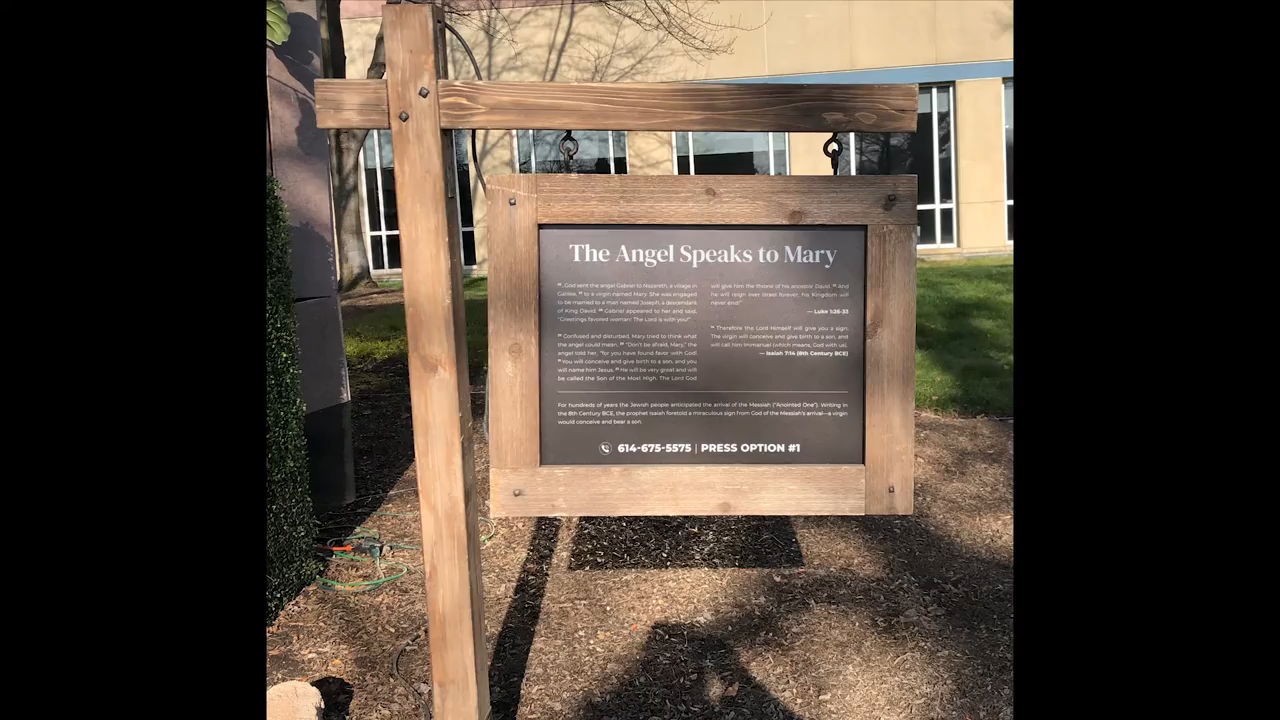 The Angel Speaks to Mary
26 ...God sent the angel Gabriel to Nazareth, a village in
Galilee, 27 to a virgin named Mary. She was engaged
to be married to a man named Joseph, a descendant
of King David. 28 Gabriel appeared to her and said,
"Greetings favored woman! The Lord is with you!"
29 Confused and disturbed, Mary tried to think what
the angel could mean. 30 "Don't be afraid, Mary," the
angel told her, "for you have found favor with God!
31 You will conceive and give birth to a son, and you
will name him Jesus. 32 He will be very great and will
be called the Son of the Most High. The Lord God
will give him the throne of his ancestor David. 33 And
he will reign over Israel forever; his Kingdom will
never end!"
— Luke 1:26-33
14 Therefore the Lord Himself will give you a sign:
The virgin will conceive and give birth to a son, and
will call him Immanuel (which means, God with us).
— Isaiah 7:14 (8th Century BCE)
For hundreds of years the Jewish people anticipated the arrival of the Messiah ("Anointed One"). Writing in
the 8th Century BCE, the prophet Isaiah foretold a miraculous sign from God of the Messiah's arrival—a virgin
would conceive and bear a son.
614-675-5575 | PRESS OPTION #1